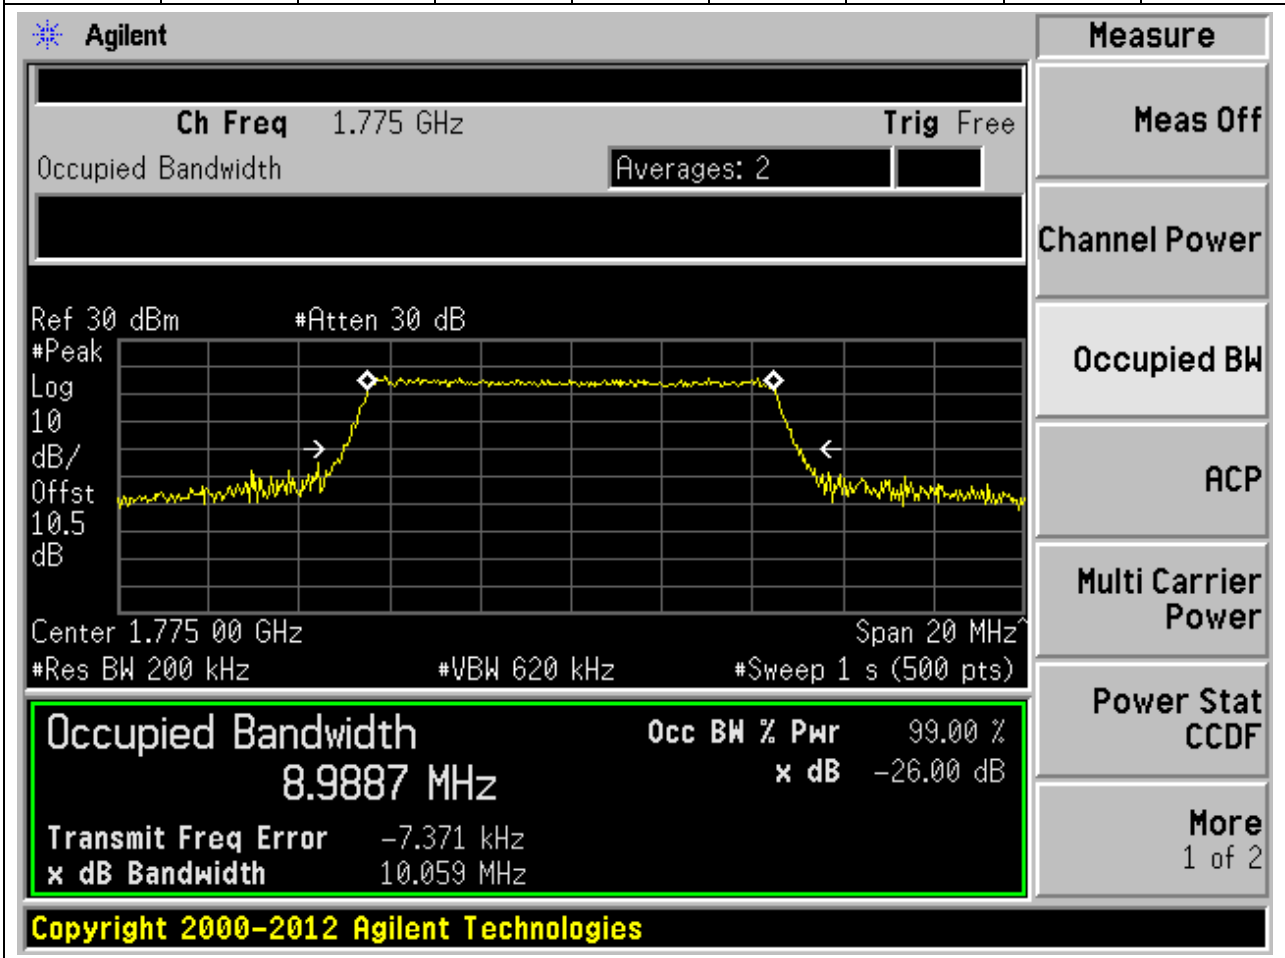 Agilent
Measure
Ch Freq 1.775 GHz Trig Free
Occupied Bandwidth Averages: 2
Meas Off
Channel Power
Occupied BW
ACP
Multi Carrier
Power
Power Stat
CCDF
More
1 of 2
Ref 30 dBm #Atten 30 dB
#Peak
Log
10
dB/
Offst
10.5
dB
Center 1.775 00 GHz Span 20 MHz^
#Res BW 200 kHz #VBW 620 kHz #Sweep 1 s (500 pts)
Occupied Bandwidth Occ BW % Pwr 99.00 %
8.9887 MHz x dB -26.00 dB
Transmit Freq Error -7.371 kHz
x dB Bandwidth 10.059 MHz
Copyright 2000-2012 Agilent Technologies